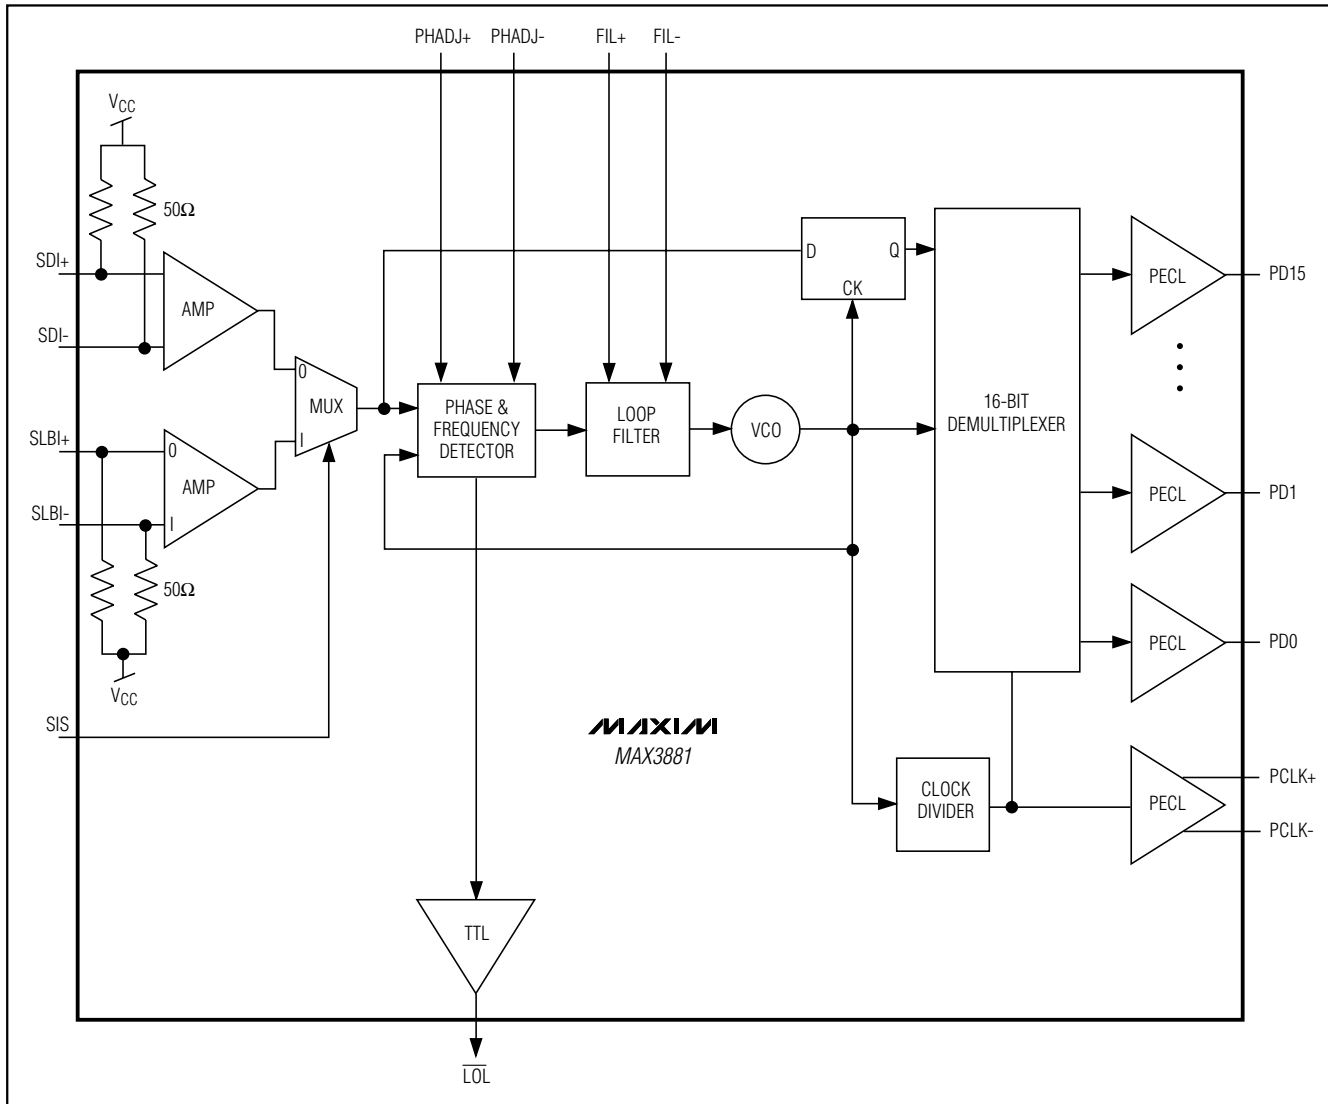 PHADJ+ PHADJ- FIL+ FIL-
VCC
50Ω
SDI+
AMP
SDI-
0
MUX
I
SLBI+
0
AMP
SLBI-
I
50Ω
VCC
SIS
PHASE &
FREQUENCY
DETECTOR
LOOP
FILTER
VCO
D Q
CK
16-BIT
DEMULTIPLEXER
PECL PD15
PECL PD1
PECL PD0
MAXIM
MAX3881
CLOCK
DIVIDER
PECL
PCLK+
PCLK-
TTL
LOL